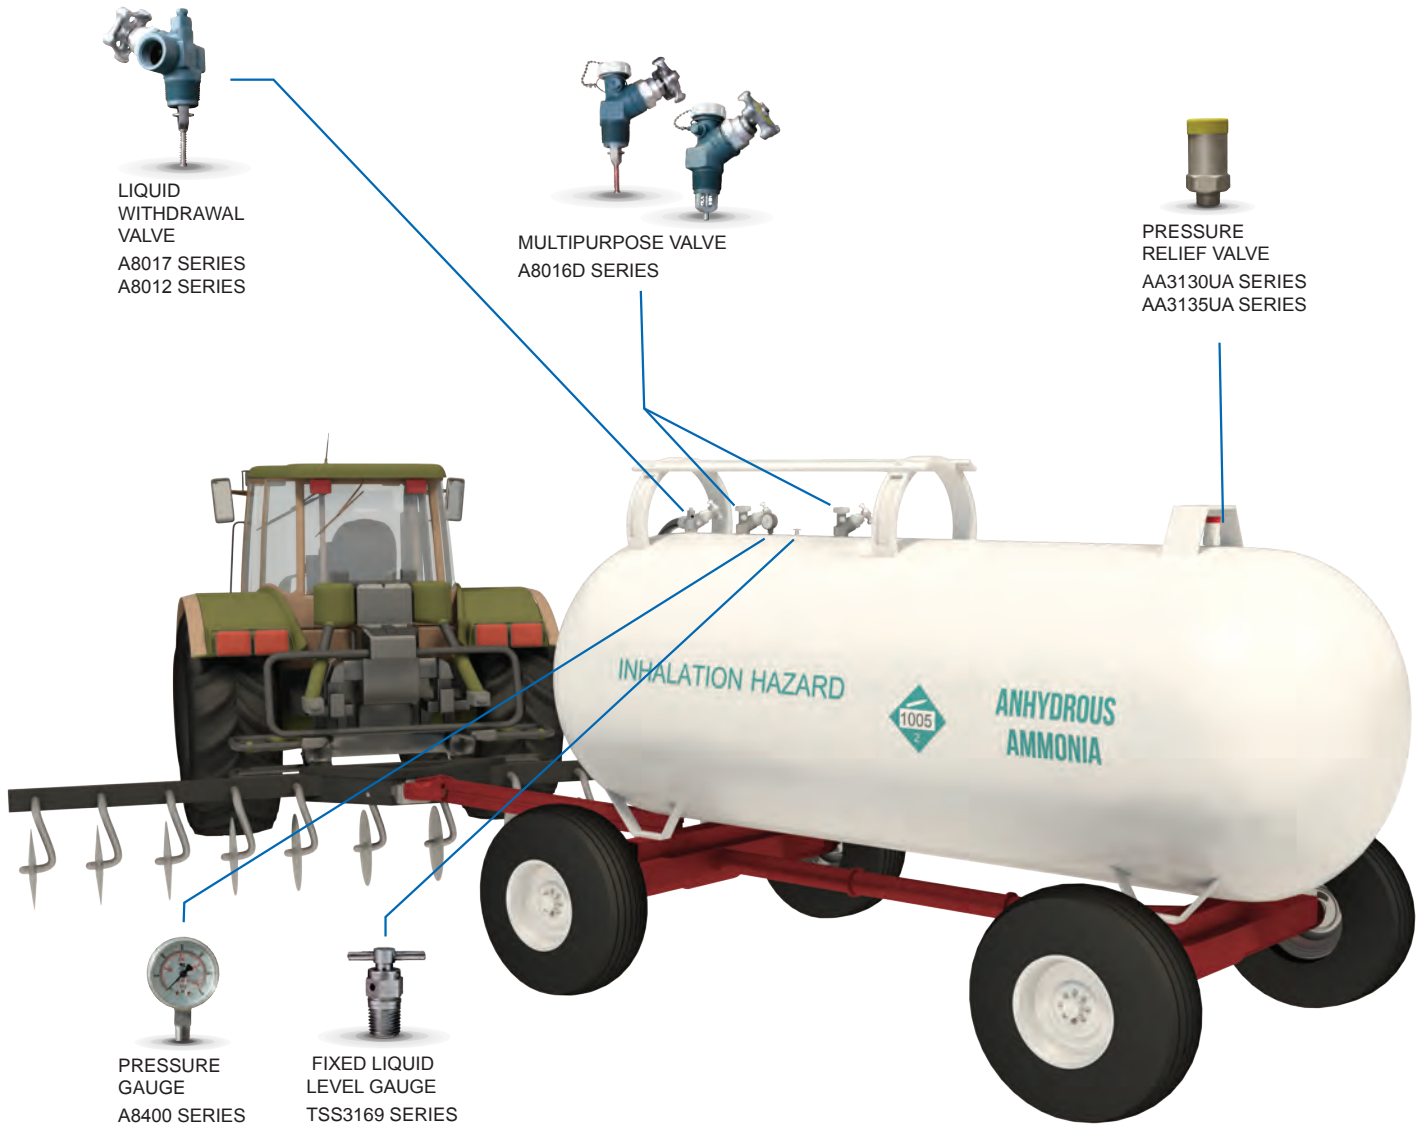 LIQUID
WITHDRAWAL
VALVE
A8017 SERIES
A8012 SERIES
MULTIPURPOSE VALVE
A8016D SERIES
PRESSURE
RELIEF VALVE
AA3130UA SERIES
AA3135UA SERIES
INHALATION HAZARD
1005
2
ANHYDROUS
AMMONIA
PRESSURE
GAUGE
A8400 SERIES
FIXED LIQUID
LEVEL GAUGE
TSS3169 SERIES